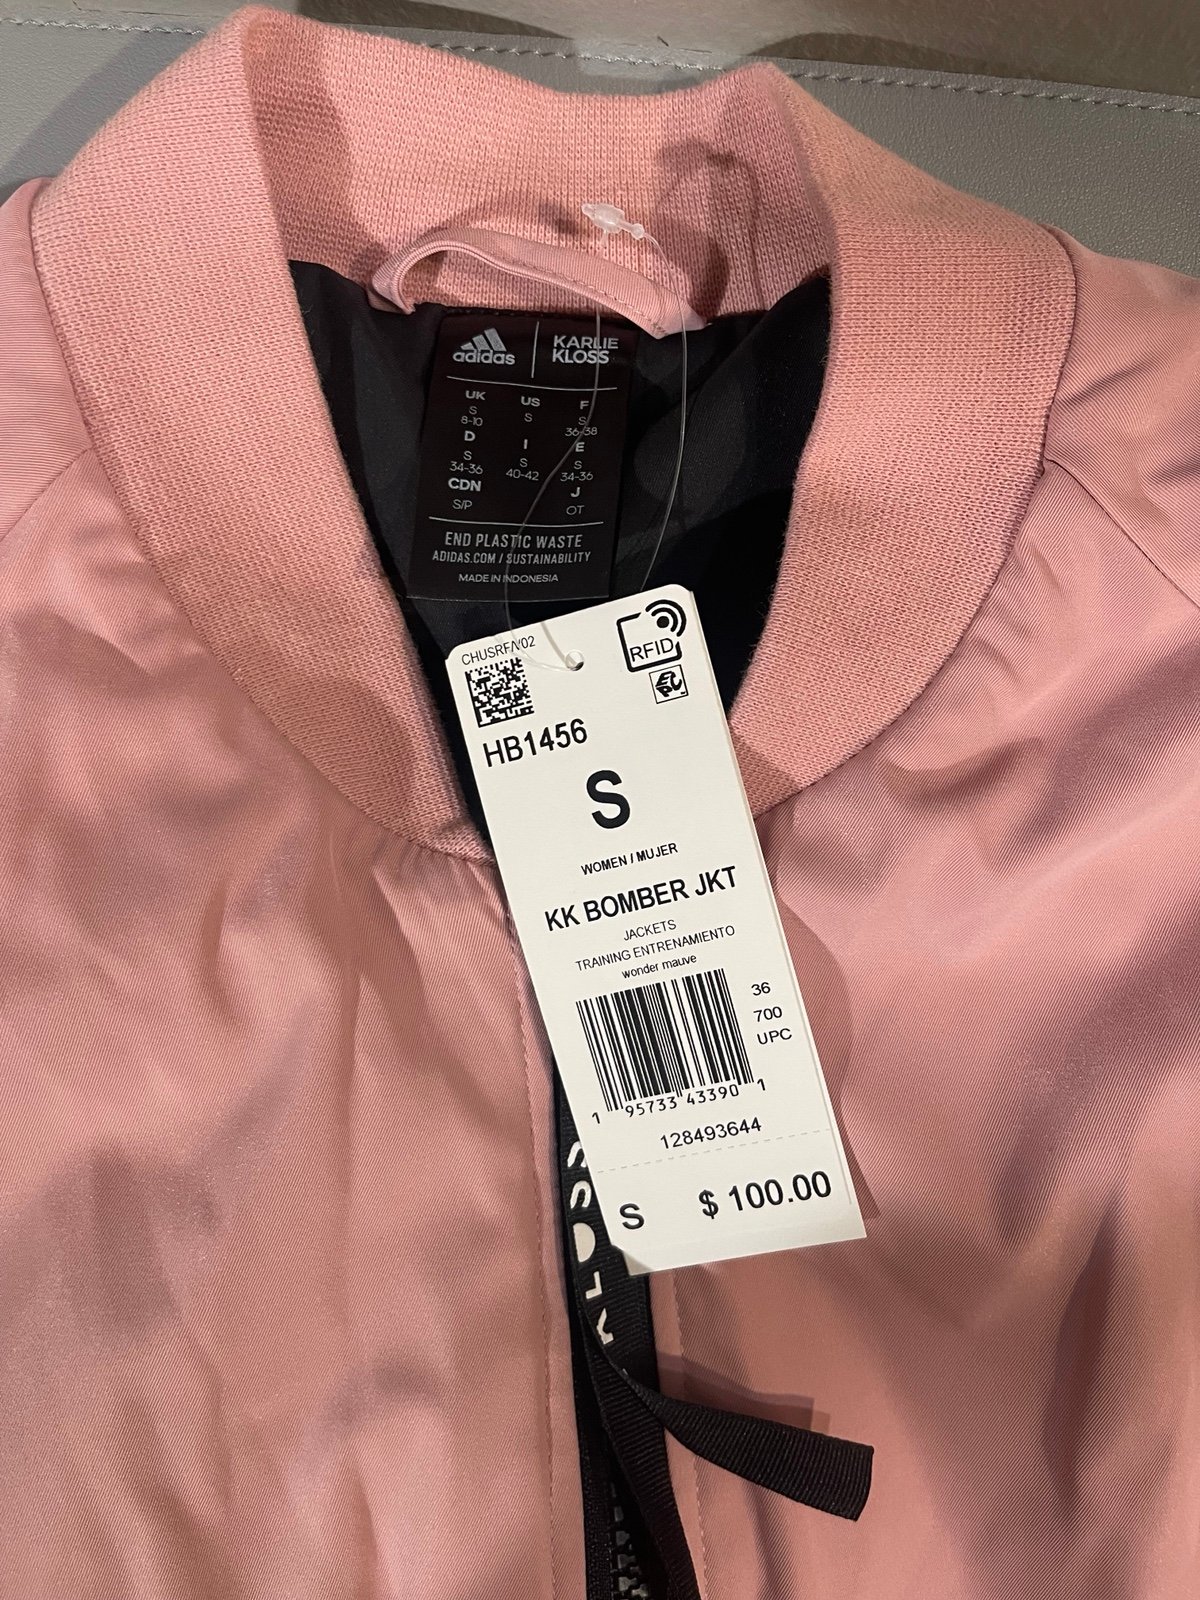 adidas
KARLIE
KLOSS
UK US F
S S S
8-10 36-38
D I E
S S S
34-36 40-42 34-36
CDN J
S/P OT
END PLASTIC WASTE
ADIDAS.COM / SUSTAINABILITY
MADE IN INDONESIA
RFID
HB1456
S
WOMEN / MUJER
KK BOMBER JKT
JACKETS
TRAINING ENTRENAMIENTO
wonder mauve
36
700
UPC
1 95733 43390 1
128493644
S $ 100.00
KLOSS